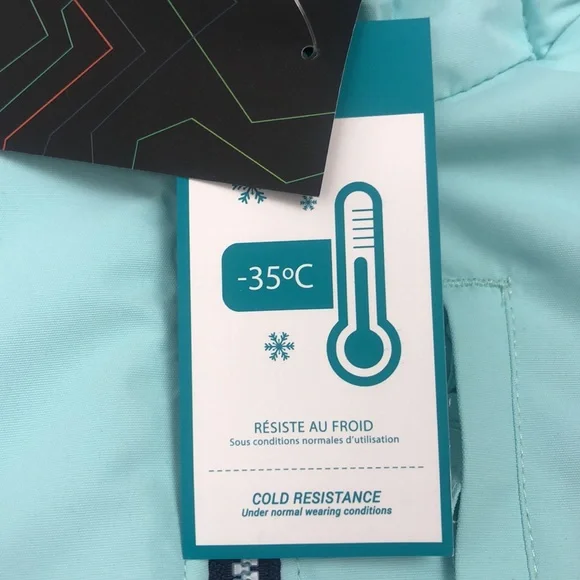 -35ºC
RÉSISTE AU FROID
Sous conditions normales d'utilisation
COLD RESISTANCE
Under normal wearing conditions